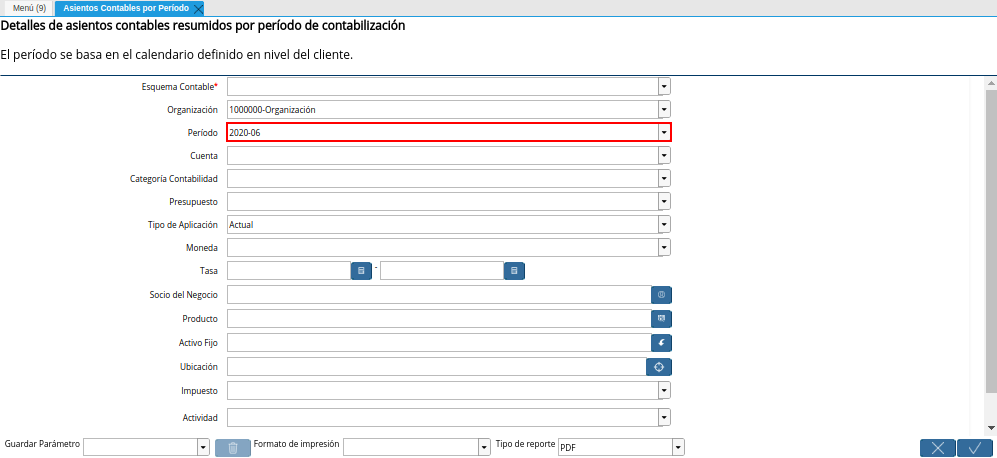 Menú (9) Asientos Contables por Período
Detalles de asientos contables resumidos por período de contabilización
El período se basa en el calendario definido en nivel del cliente.
Esquema Contable*
Organización 1000000-Organización
Período 2020-06
Cuenta
Categoría Contabilidad
Presupuesto
Tipo de Aplicación Actual
Moneda
Tasa -
Socio del Negocio
Producto
Activo Fijo
Ubicación
Impuesto
Actividad
Guardar Parámetro Formato de impresión Tipo de reporte PDF